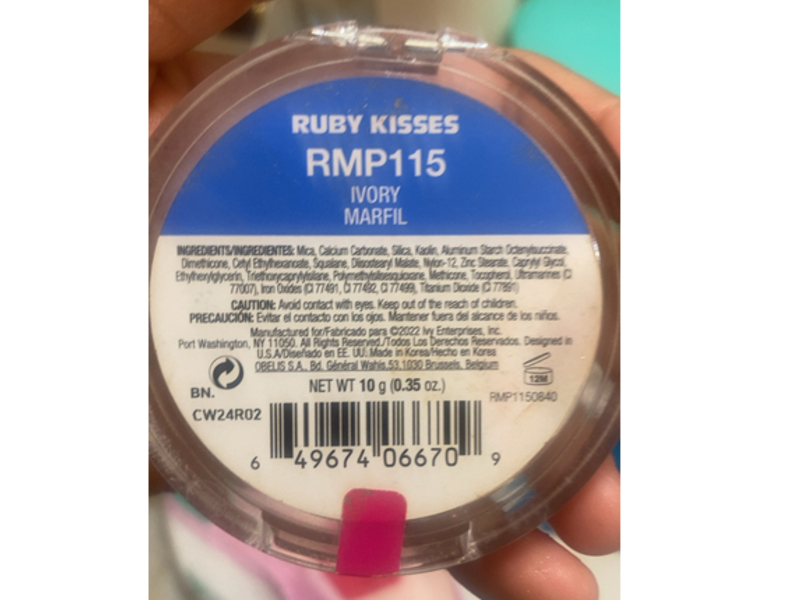 RUBY KISSES
RMP115
IVORY
MARFIL
INGREDIENTS/INGREDIENTES: Mica, Calcium Carbonate, Silica, Kaolin, Aluminum Starch Octenylsuccinate,
Dimethicone, Cetyl Ethylhexanoate, Squalane, Diisostearyl Malate, Nylon-12, Zinc Stearate, Caprylyl Glycol,
Ethylhexylglycerin, Triethoxycaprylylsilane, Polymethylsilsesquioxane, Methicone, Tocopherol, Ultramarines (CI
77007), Iron Oxides (CI 77491, CI 77492, CI 77499), Titanium Dioxide (CI 77891)
CAUTION: Avoid contact with eyes. Keep out of the reach of children.
PRECAUCIÓN: Evitar el contacto con los ojos. Mantener fuera del alcance de los niños.
Manufactured for/Fabricado para ©2022 Ivy Enterprises, Inc.
Port Washington, NY 11050. All Rights Reserved./Todos Los Derechos Reservados. Designed in
U.S.A/Diseñado en EE. UU. Made in Korea/Hecho en Korea
OBELIS S.A., Bd. Général Wahis,53,1030 Brussels, Belgium
BN.
NET WT 10 g (0.35 oz.)
12M
CW24R02
RMP1150840
6 49674 06670 9